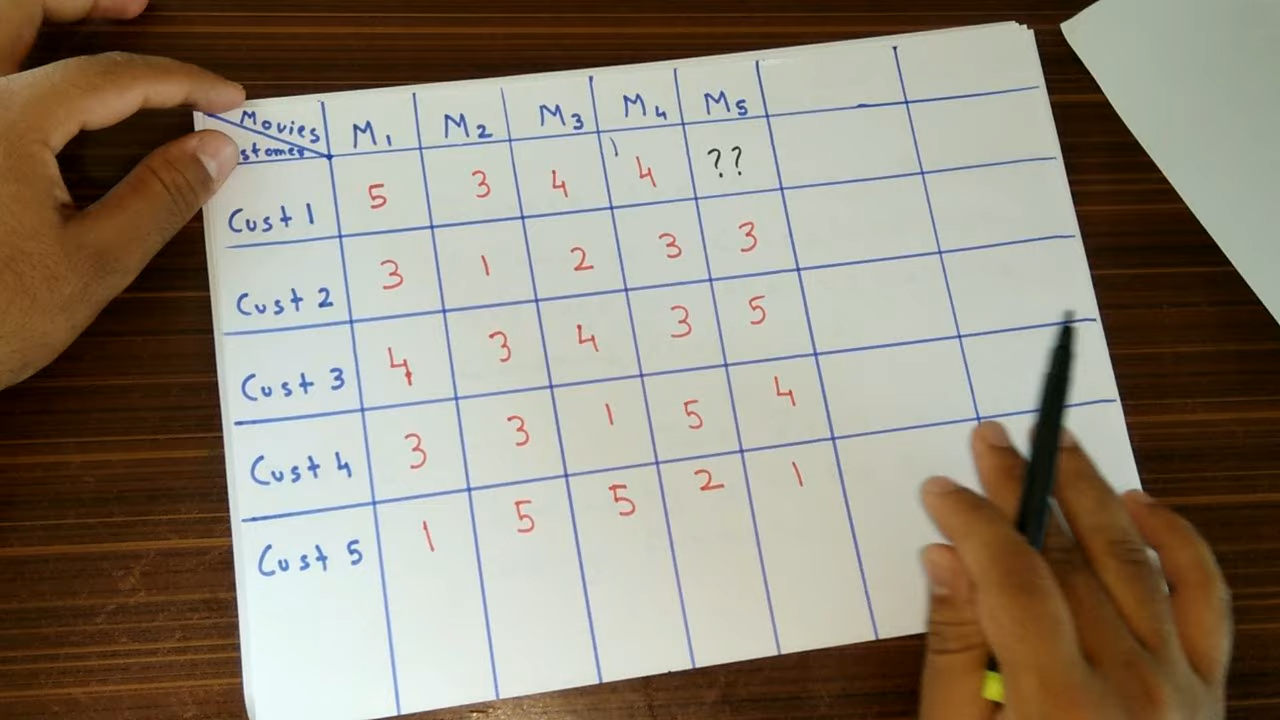 Movies M₁ M₂ M₃ M₄ M₅
Cust 1 5 3 4 4 ??
Cust 2 3 1 2 3 3
Cust 3 4 3 4 3 5
Cust 4 3 3 1 5 4
Cust 5 1 5 5 2 1